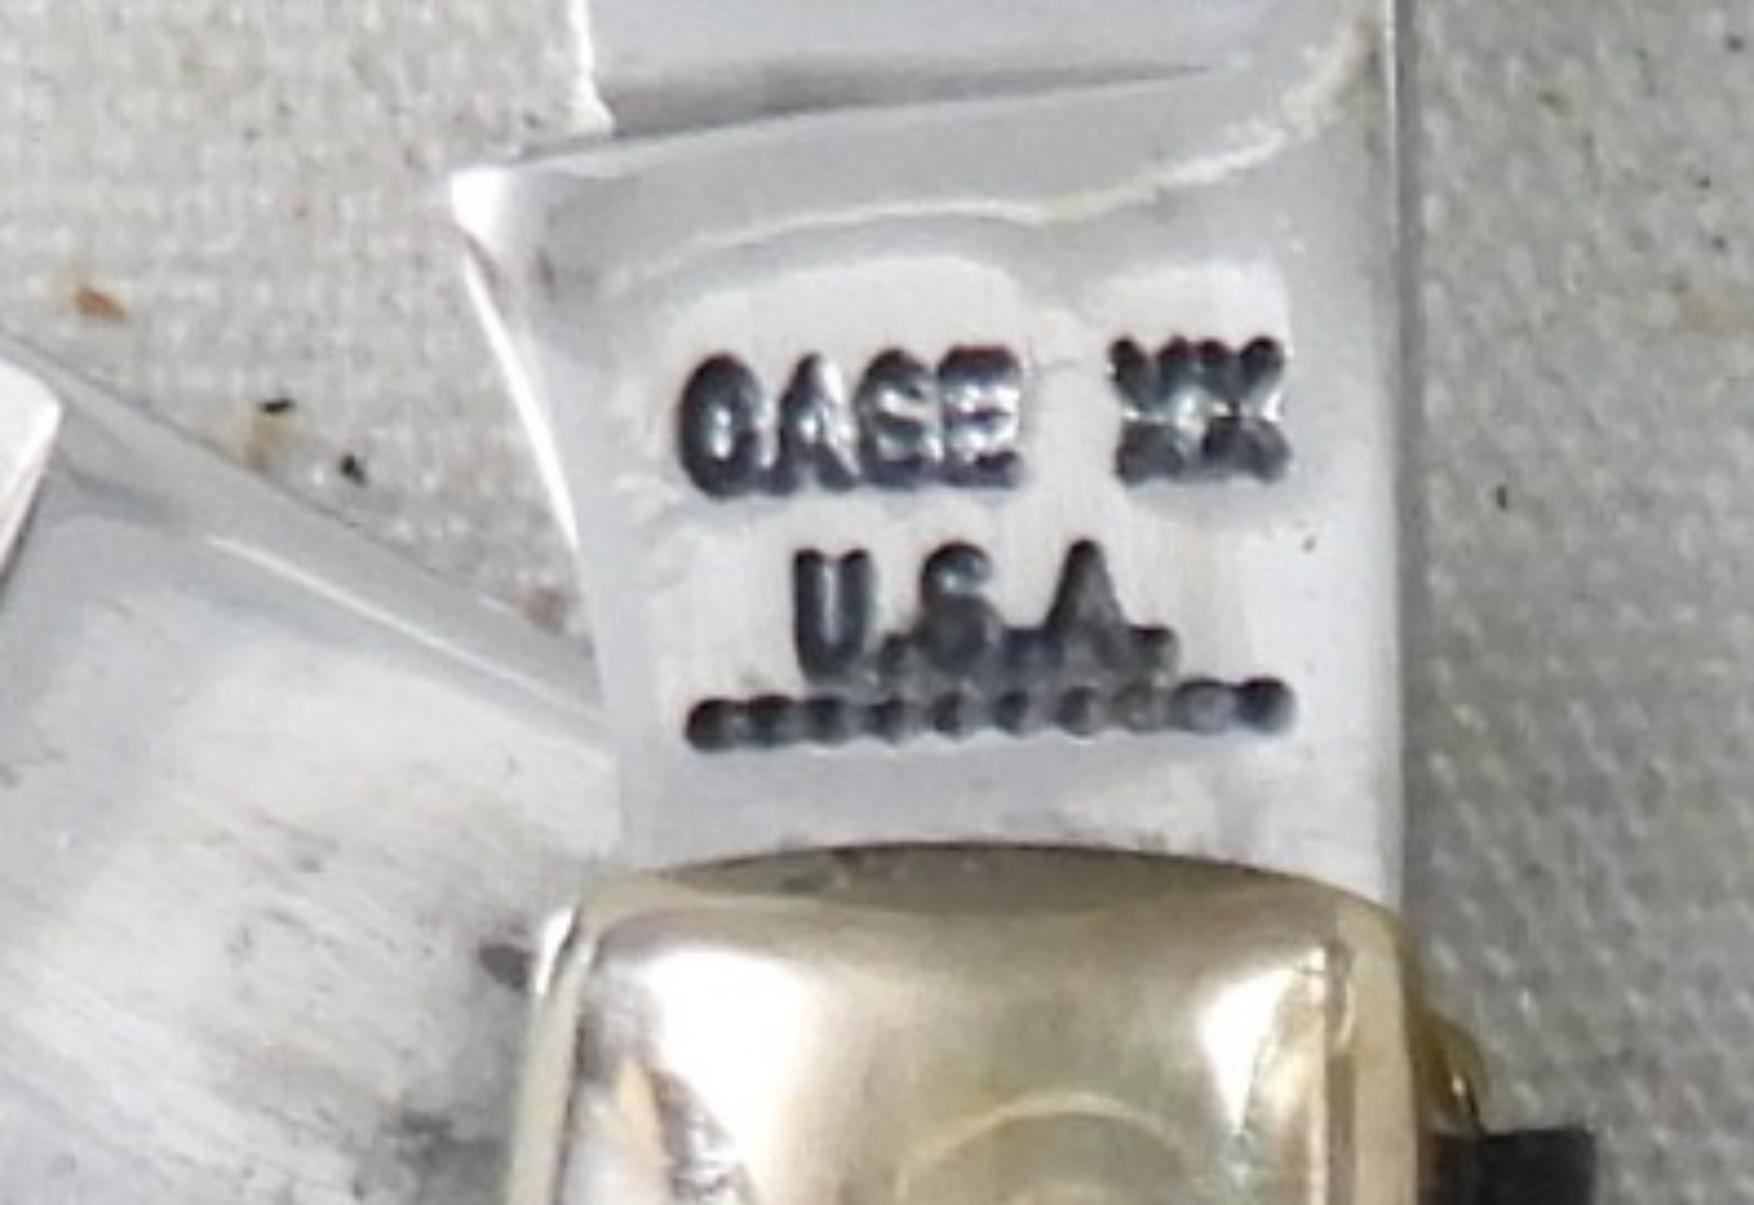 CASE XX
U.S.A.
..........